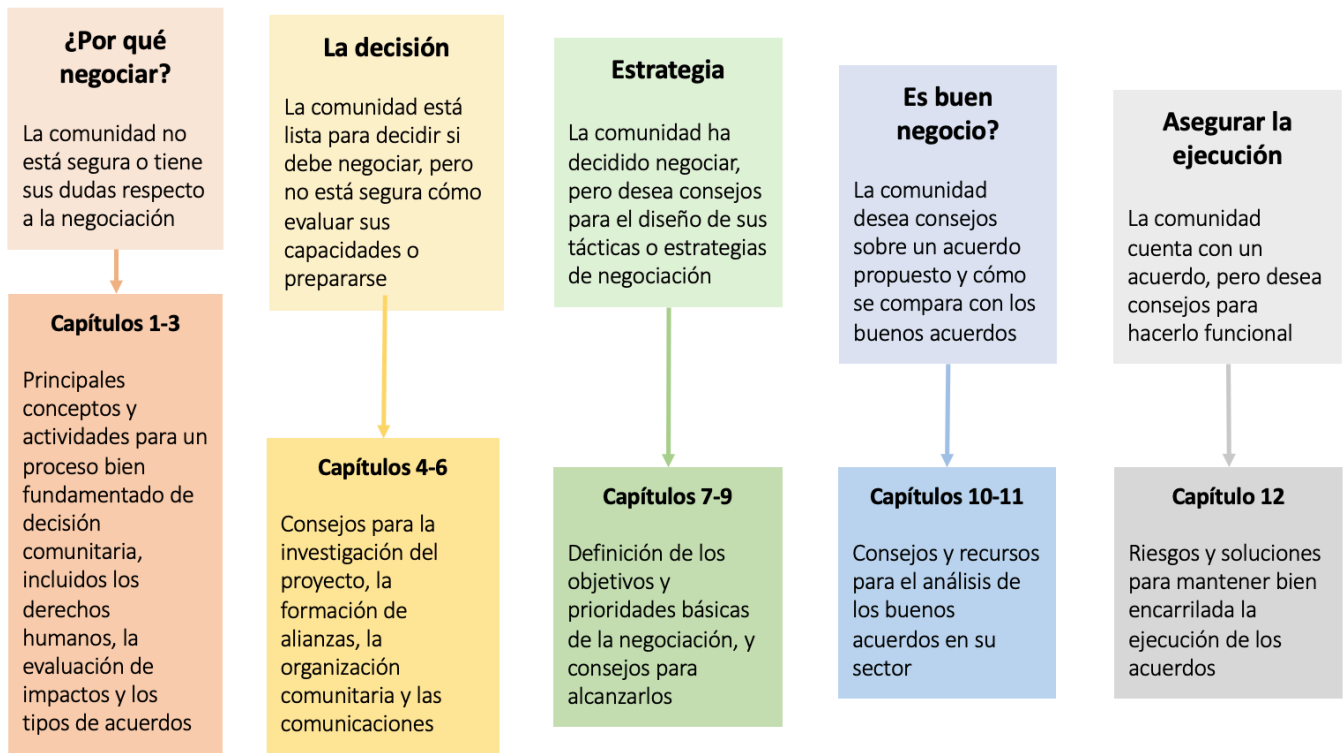 ¿Por qué
negociar?
La comunidad no
está segura o tiene
sus dudas respecto
a la negociación
Capítulos 1-3
Principales
conceptos y
actividades para un
proceso bien
fundamentado de
decisión
comunitaria,
incluidos los
derechos
humanos, la
evaluación de
impactos y los
tipos de acuerdos
La decisión
La comunidad está
lista para decidir si
debe negociar, pero
no está segura cómo
evaluar sus
capacidades o
prepararse
Capítulos 4-6
Consejos para la
investigación del
proyecto, la
formación de
alianzas, la
organización
comunitaria y las
comunicaciones
Estrategia
La comunidad ha
decidido negociar,
pero desea consejos
para el diseño de sus
tácticas o estrategias
de negociación
Capítulos 7-9
Definición de los
objetivos y
prioridades básicas
de la negociación, y
consejos para
alcanzarlos
Es buen
negocio?
La comunidad
desea consejos
sobre un acuerdo
propuesto y cómo
se compara con los
buenos acuerdos
Capítulos 10-11
Consejos y recursos
para el análisis de
los buenos
acuerdos en su
sector
Asegurar la
ejecución
La comunidad
cuenta con un
acuerdo, pero desea
consejos para
hacerlo funcional
Capítulo 12
Riesgos y soluciones
para mantener bien
encarrilada la
ejecución de los
acuerdos